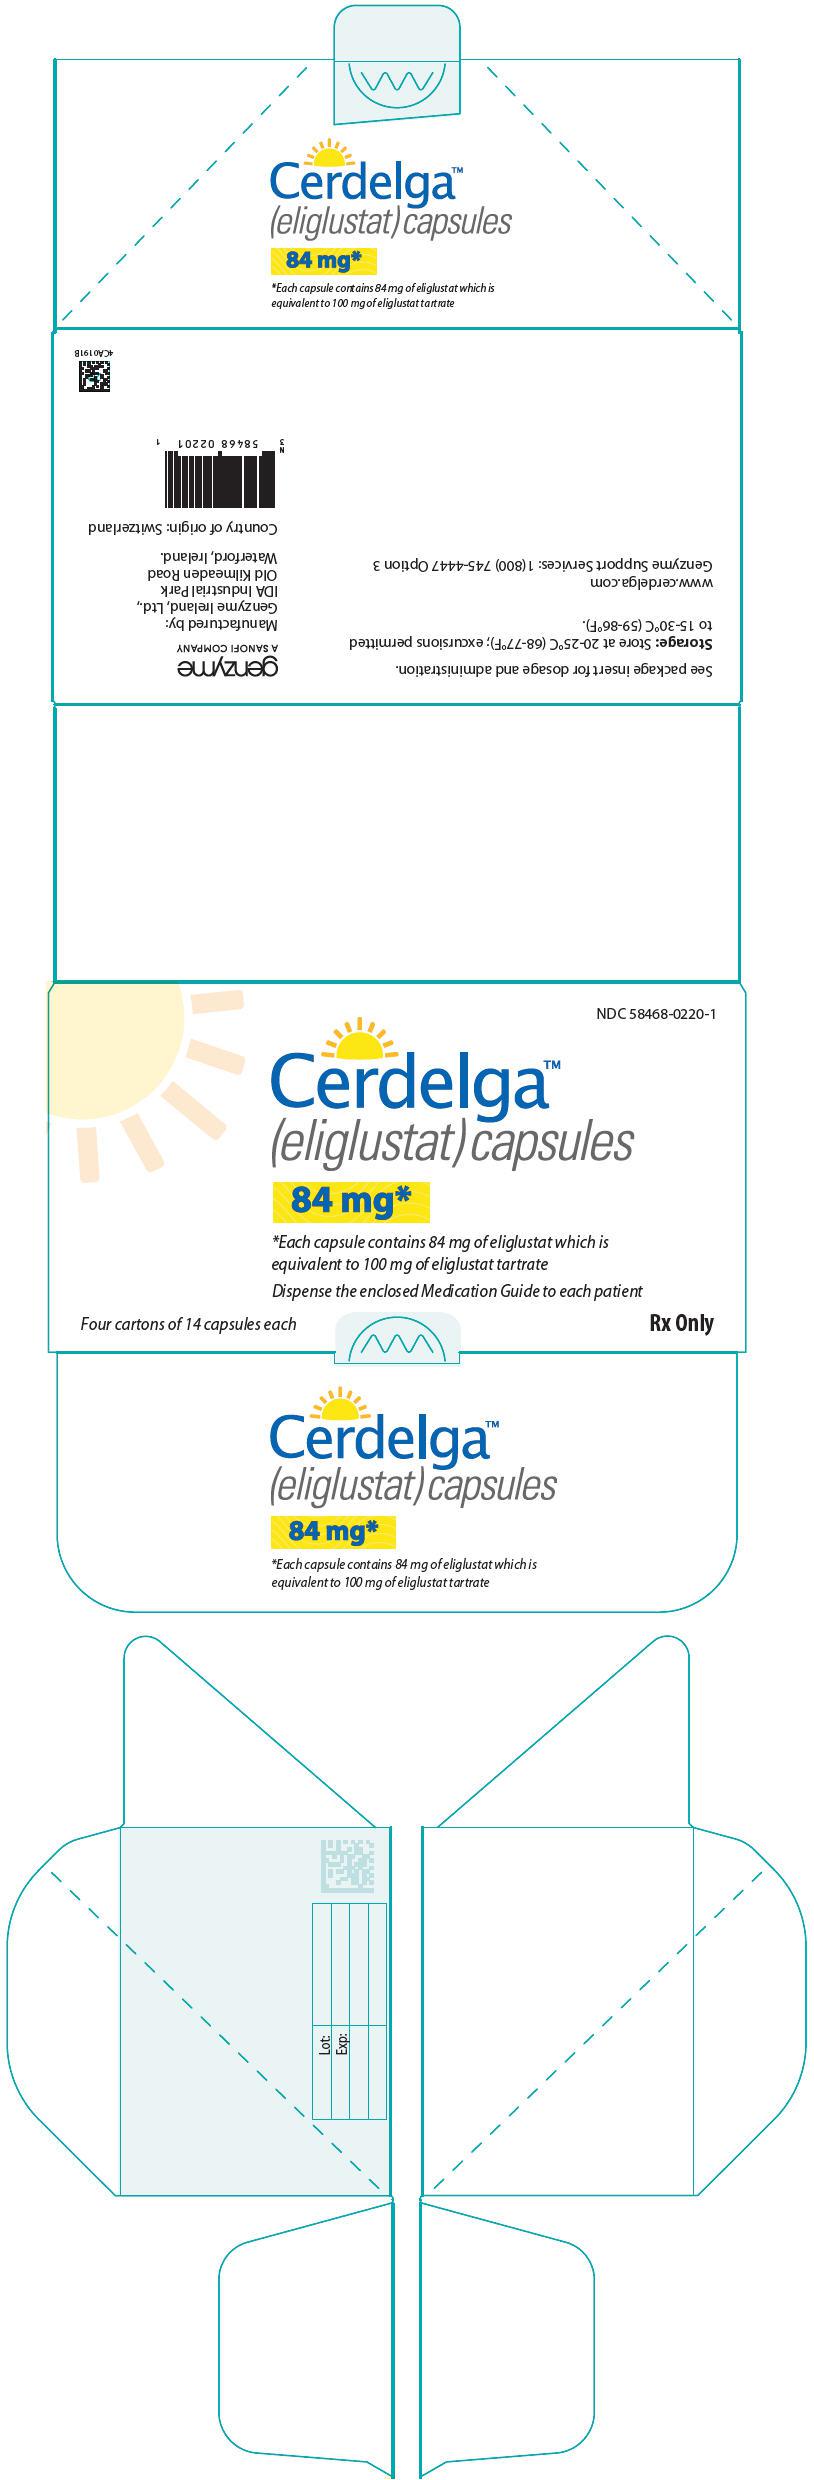 Cerdelga™
(eliglustat) capsules
84 mg*
*Each capsule contains 84 mg of eliglustat which is
equivalent to 100 mg of eliglustat tartrate
See package insert for dosage and administration.
Storage: Store at 20-25°C (68-77°F); excursions permitted
to 15-30°C (59-86°F).
www.cerdelga.com
Genzyme Support Services: 1 (800) 745-4447 Option 3
genzyme
A SANOFI COMPANY
Manufactured by:
Genzyme Ireland, Ltd.,
IDA Industrial Park
Old Kilmeaden Road
Waterford, Ireland.
Country of origin: Switzerland
N
3 58468 02201 1
4CA0191B
NDC 58468-0220-1
Cerdelga™
(eliglustat) capsules
84 mg*
*Each capsule contains 84 mg of eliglustat which is
equivalent to 100 mg of eliglustat tartrate
Dispense the enclosed Medication Guide to each patient
Four cartons of 14 capsules each
Rx Only
Cerdelga™
(eliglustat) capsules
84 mg*
*Each capsule contains 84 mg of eliglustat which is
equivalent to 100 mg of eliglustat tartrate
Lot:
Exp: